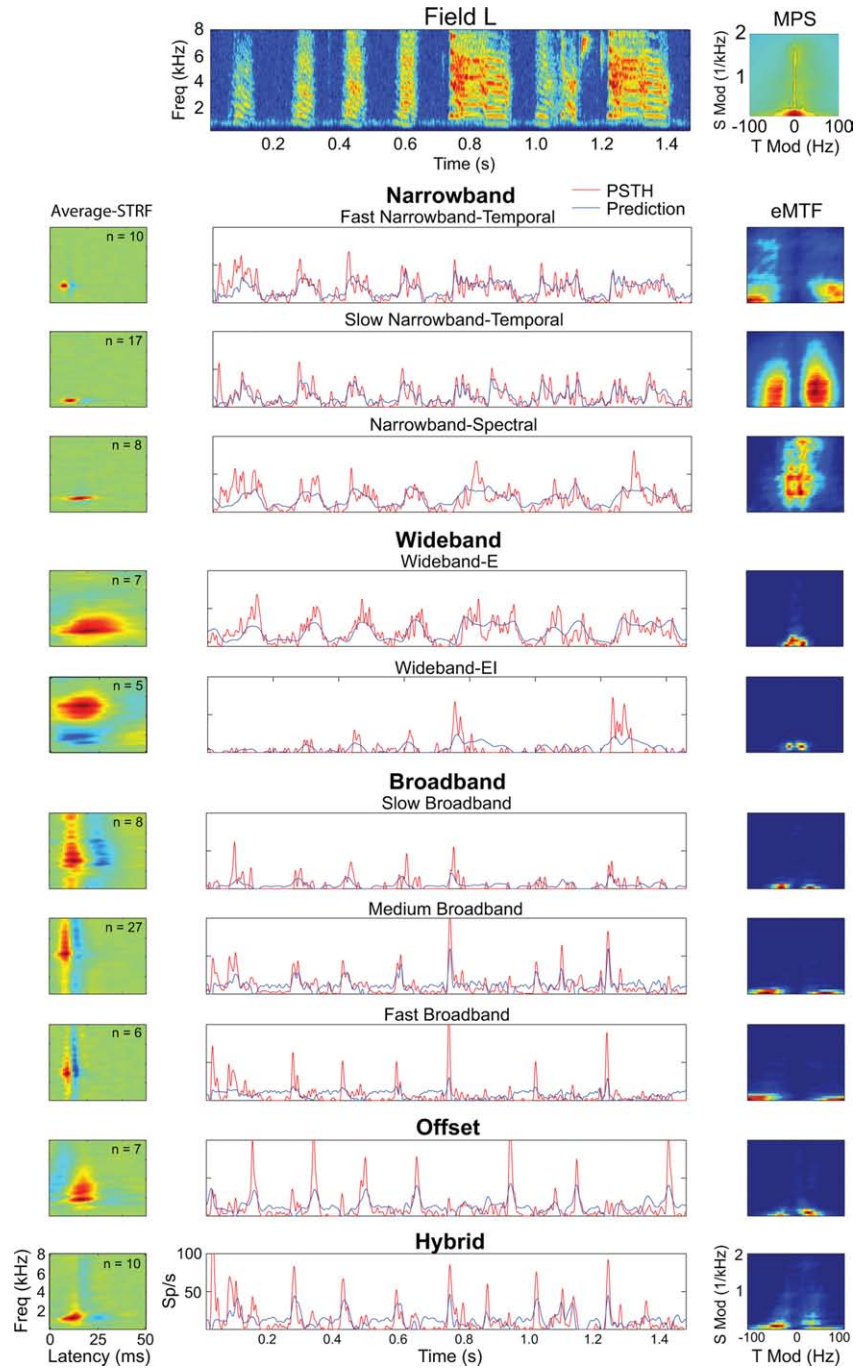 Field L
MPS
Freq (kHz)
8
6
4
2
0.2 0.4 0.6 0.8 1.0 1.2 1.4
Time (s)
S Mod (1/kHz)
2
1
-100 0 100
T Mod (Hz)
Average-STRF
Narrowband
PSTH
Prediction
eMTF
Fast Narrowband-Temporal
n = 10
Slow Narrowband-Temporal
n = 17
Narrowband-Spectral
n = 8
Wideband
Wideband-E
n = 7
Wideband-EI
n = 5
Broadband
Slow Broadband
n = 8
Medium Broadband
n = 27
Fast Broadband
n = 6
Offset
n = 7
Hybrid
n = 10
Freq (kHz)
8
6
4
2
0 50
Latency (ms)
Sp/s
100
50
0.2 0.4 0.6 0.8 1.0 1.2 1.4
Time (s)
S Mod (1/kHz)
2
1
-100 0 100
T Mod (Hz)